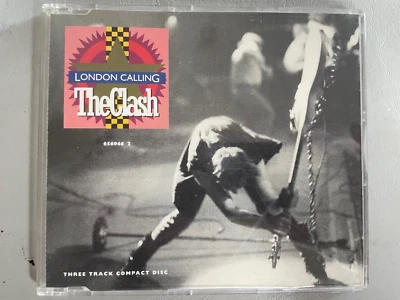 LONDON CALLING
The Clash
656946 2
THREE TRACK COMPACT DISC